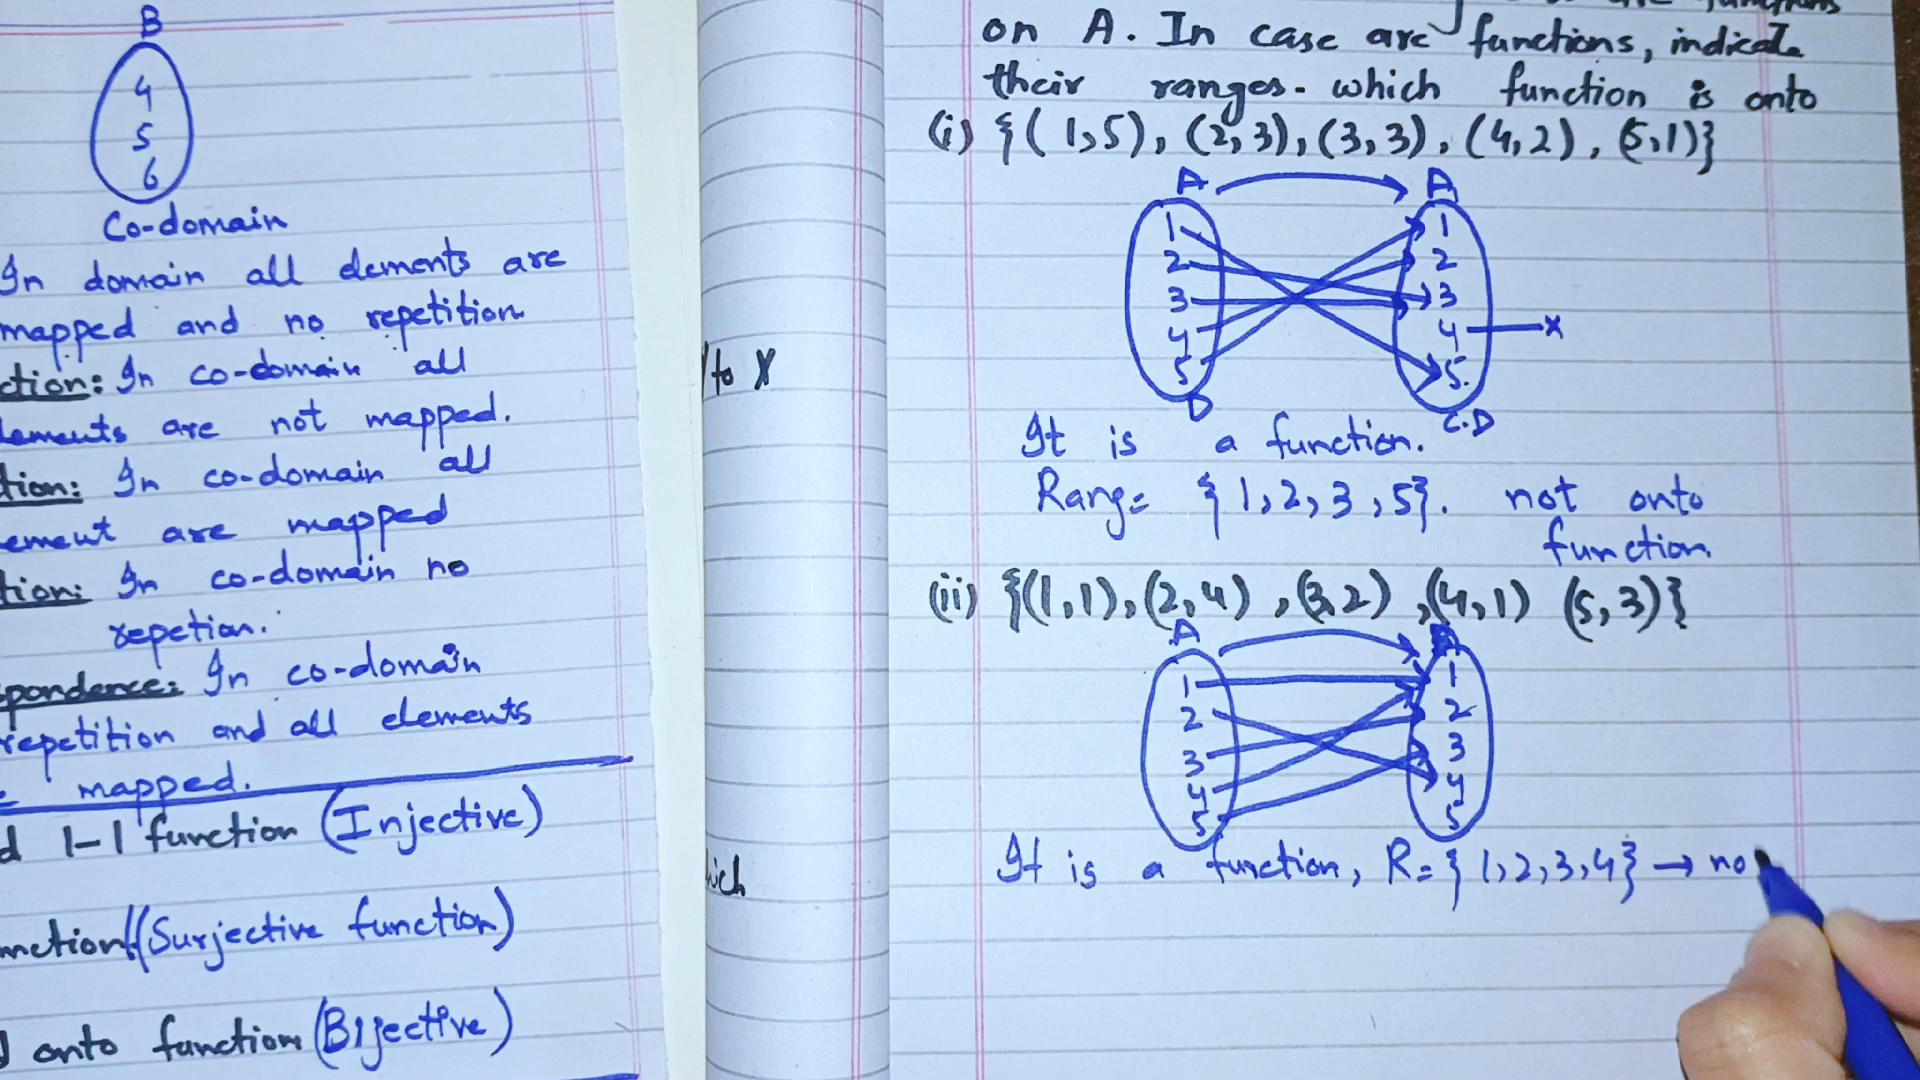 B
4
5
6
Co-domain
In domain all elements are
mapped and no repetition
ction: In co-domain all
lements are not mapped.
tion: In co-domain all
ement are mapped
tion: In co-domain no
repetion.
pondence: In co-domain
repetition and all elements
mapped.
d 1-1 function (Injective)
nction (Surjective function)
d onto function (Bijective)
to X
hich
functions
on A. In case are functions, indicate
their ranges. which function is onto
(i) {(1,5), (2,3), (3,3), (4,2), (5,1)}
A A
1 1
2 2
3 3
4 4 x
5 5.
D C.D
It is a function.
Rang= {1,2,3,5}. not onto
function
(ii) {(1,1), (2,4), (3,2), (4,1) (5,3)}
A
1 1
2 2
3 3
4 4
5 5
It is a function, R={1,2,3,4} → no